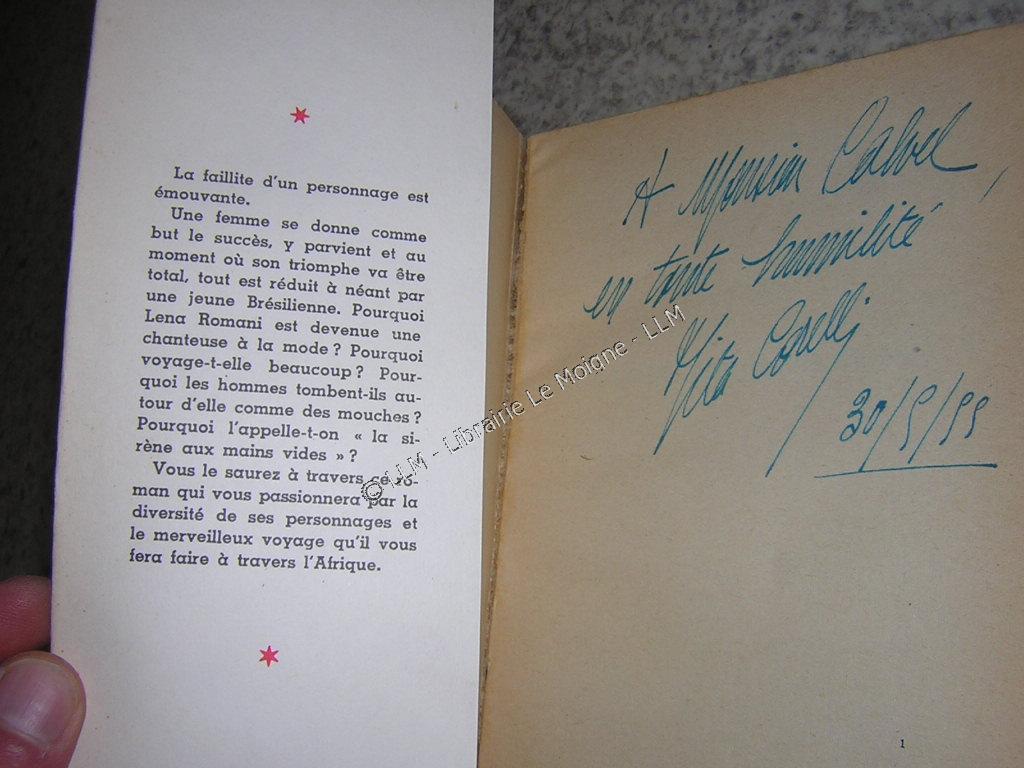 La faillite d'un personnage est
émouvante.
Une femme se donne comme
but le succès, y parvient et au
moment où son triomphe va être
total, tout est réduit à néant par
une jeune Brésilienne. Pourquoi
Lena Romani est devenue une
chanteuse à la mode ? Pourquoi
voyage-t-elle beaucoup ? Pour-
quoi les hommes tombent-ils au-
tour d'elle comme des mouches ?
Pourquoi l'appelle-t-on « la si-
rène aux mains vides » ?
Vous le saurez à travers ce ro-
man qui vous passionnera par la
diversité de ses personnages et
le merveilleux voyage qu'il vous
fera faire à travers l'Afrique.
A Monsieur Calvel,
en toute humilité
Corelli
30/5/55
1
© LLM - Librairie Le Moigne - LLM